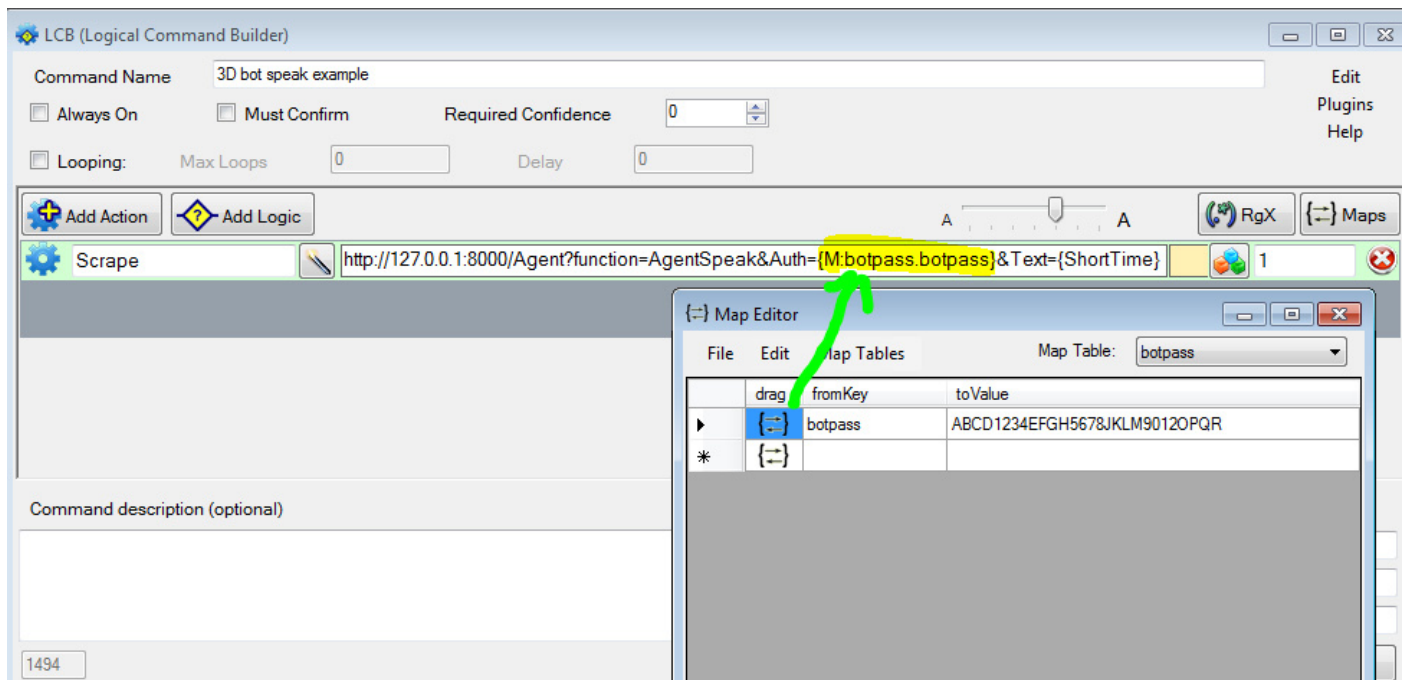 LCB (Logical Command Builder)
Command Name 3D bot speak example Edit
Always On Must Confirm Required Confidence 0 Plugins
Help
Looping: Max Loops 0 Delay 0
Add Action Add Logic A A RgX Maps
Scrape http://127.0.0.1:8000/Agent?function=AgentSpeak&Auth={M:botpass.botpass}&Text={ShortTime} 1
Map Editor
File Edit Map Tables Map Table: botpass
drag fromKey toValue
botpass ABCD1234EFGH5678JKLM9012OPQR
Command description (optional)
1494